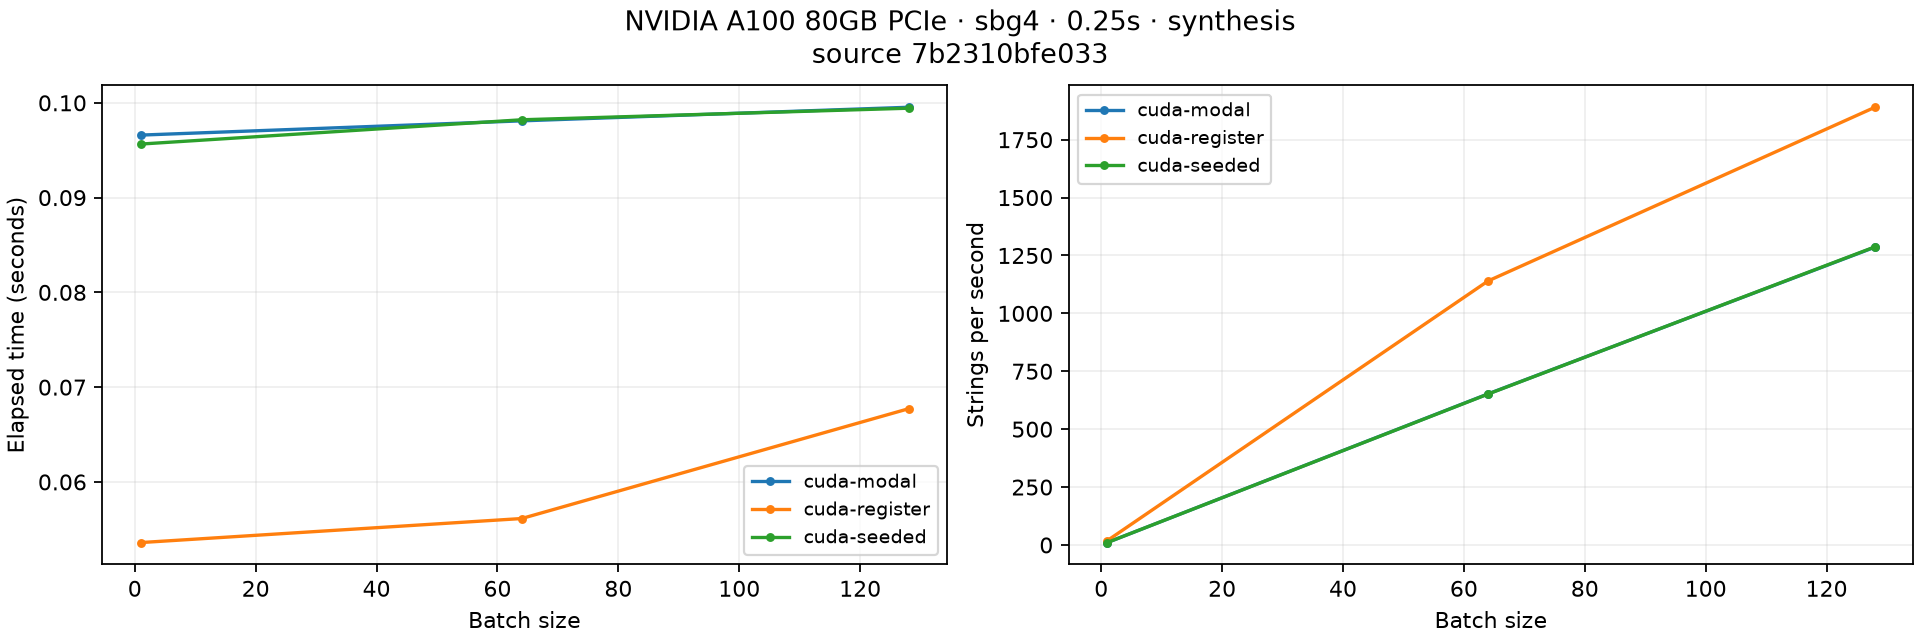 NVIDIA A100 80GB PCIe · sbg4 · 0.25s · synthesis
source 7b2310bfe033
Elapsed time (seconds)
0.10
0.09
0.08
0.07
0.06
cuda-modal
cuda-register
cuda-seeded
0 20 40 60 80 100 120
Batch size
Strings per second
1750
1500
1250
1000
750
500
250
0
cuda-modal
cuda-register
cuda-seeded
0 20 40 60 80 100 120
Batch size